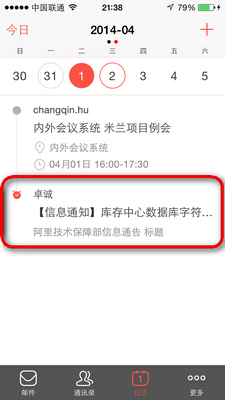 中国联通 21:38 89%
今日 2014-04
日 一 二 三 四 五 六
30 31 1 2 3 4 5
changqin.hu
内外会议系统 米兰项目例会
内外会议系统
04月01日 16:00-17:30
卓诚
【信息通知】库存中心数据库字符...
阿里技术保障部信息通告 标题
邮件 通讯录 日历 更多
1